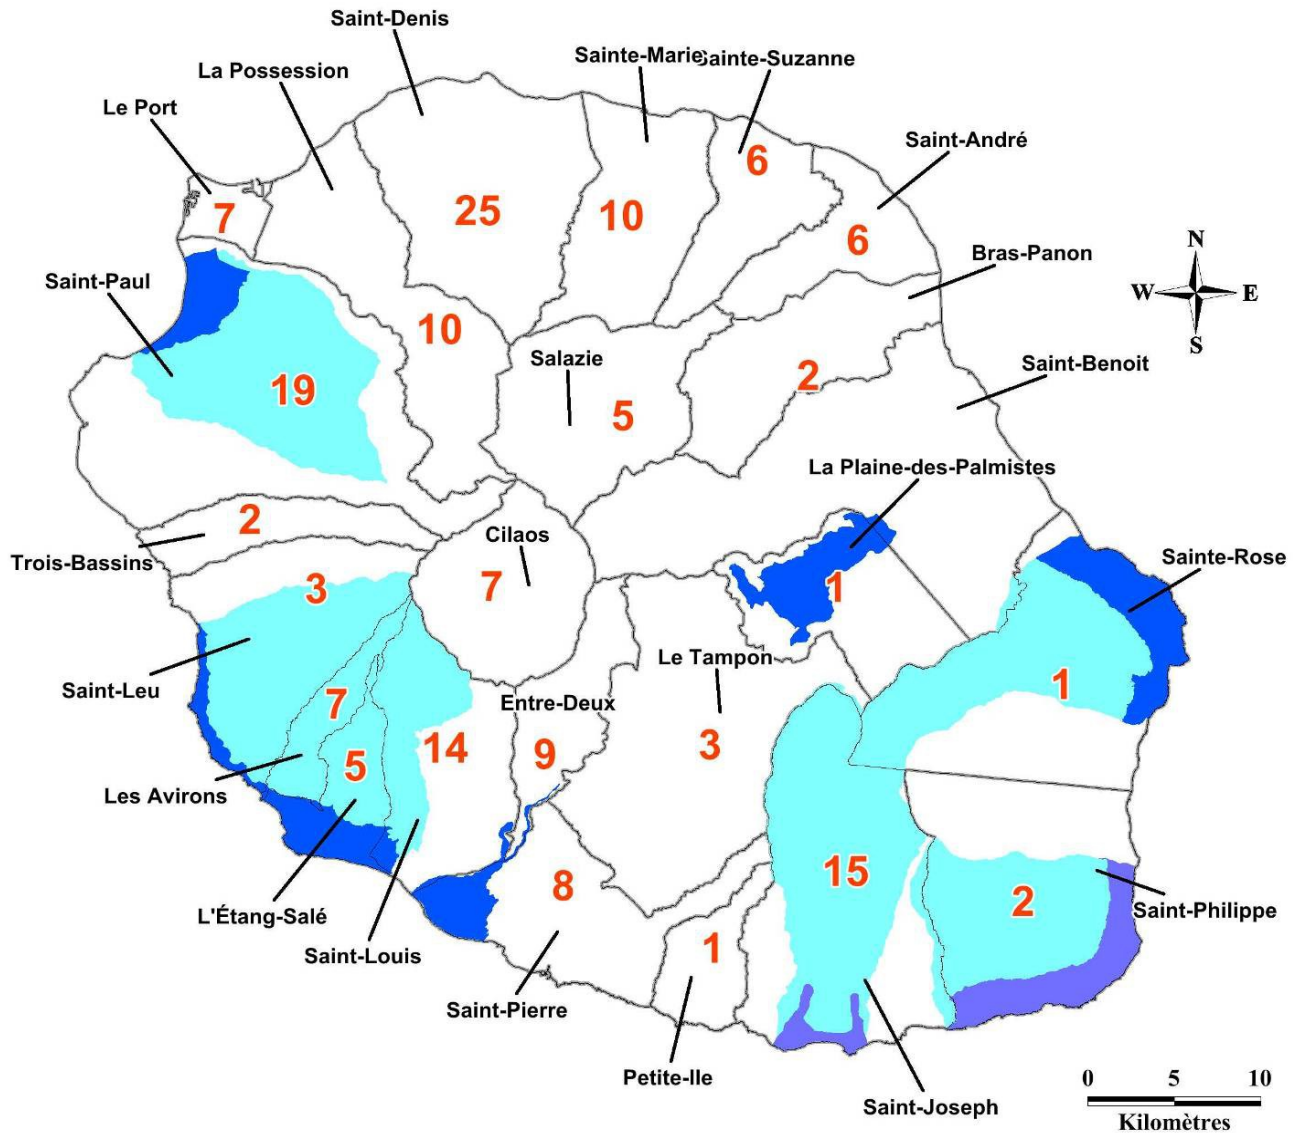 Saint-Denis
Sainte-Marie
Sainte-Suzanne
La Possession
Le Port
Saint-André
6
7
25
10
6
N
Bras-Panon
Saint-Paul
W
E
S
10
Salazie
Saint-Benoit
19
2
5
La Plaine-des-Palmistes
2
Cilaos
Trois-Bassins
Sainte-Rose
3
7
1
Le Tampon
Saint-Leu
1
7
Entre-Deux
14
3
9
5
Les Avirons
15
8
2
L'Étang-Salé
Saint-Philippe
1
Saint-Louis
Saint-Pierre
Petite-Ile
0 5 10
Saint-Joseph
Kilomètres